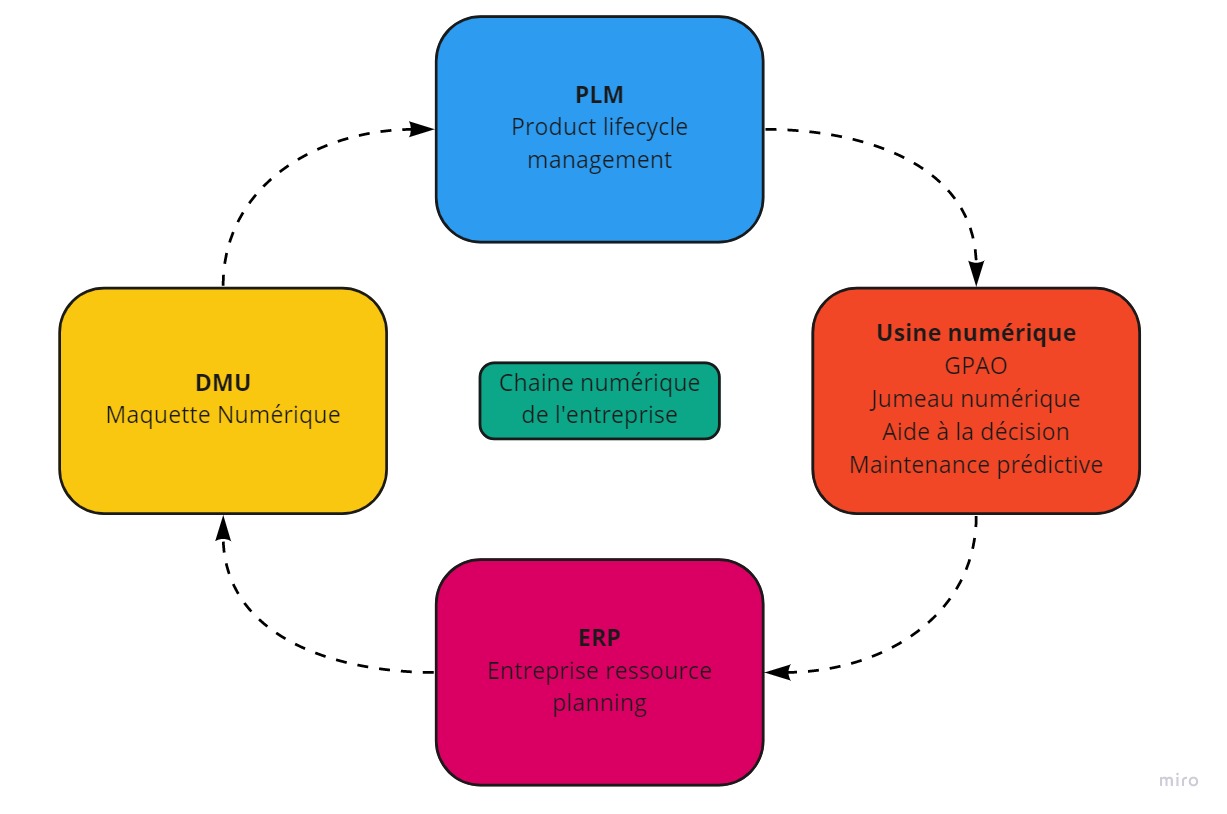 PLM
Product lifecycle
management
DMU
Maquette Numérique
Chaine numérique
de l'entreprise
Usine numérique
GPAO
Jumeau numérique
Aide à la décision
Maintenance prédictive
ERP
Entreprise ressource
planning
miro